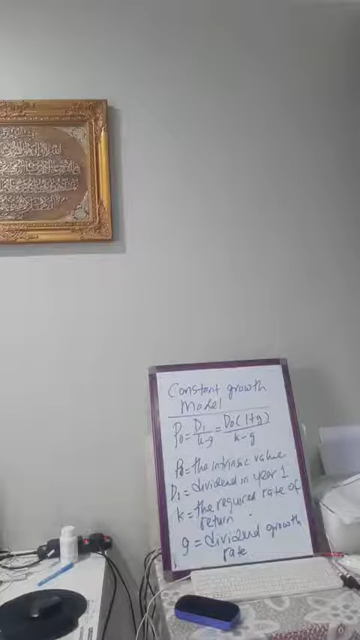 Constant growth
Model
P₀ = D₁/(k-g) = D₀(1+g)/(k-g)
P₀ = the intrinsic value
D₁ = dividend in year 1
k = the required rate of
return
g = dividend growth
rate